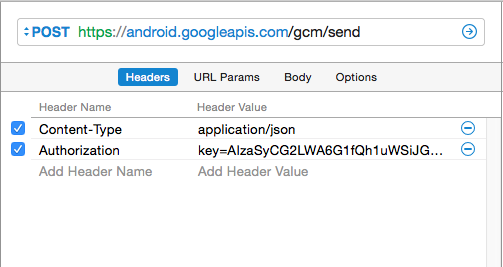 POST https://android.googleapis.com/gcm/send
Headers URL Params Body Options
Header Name Header Value
Content-Type application/json
Authorization key=AIzaSyCG2LWA6G1fQh1uWSiJG...
Add Header Name Add Header Value